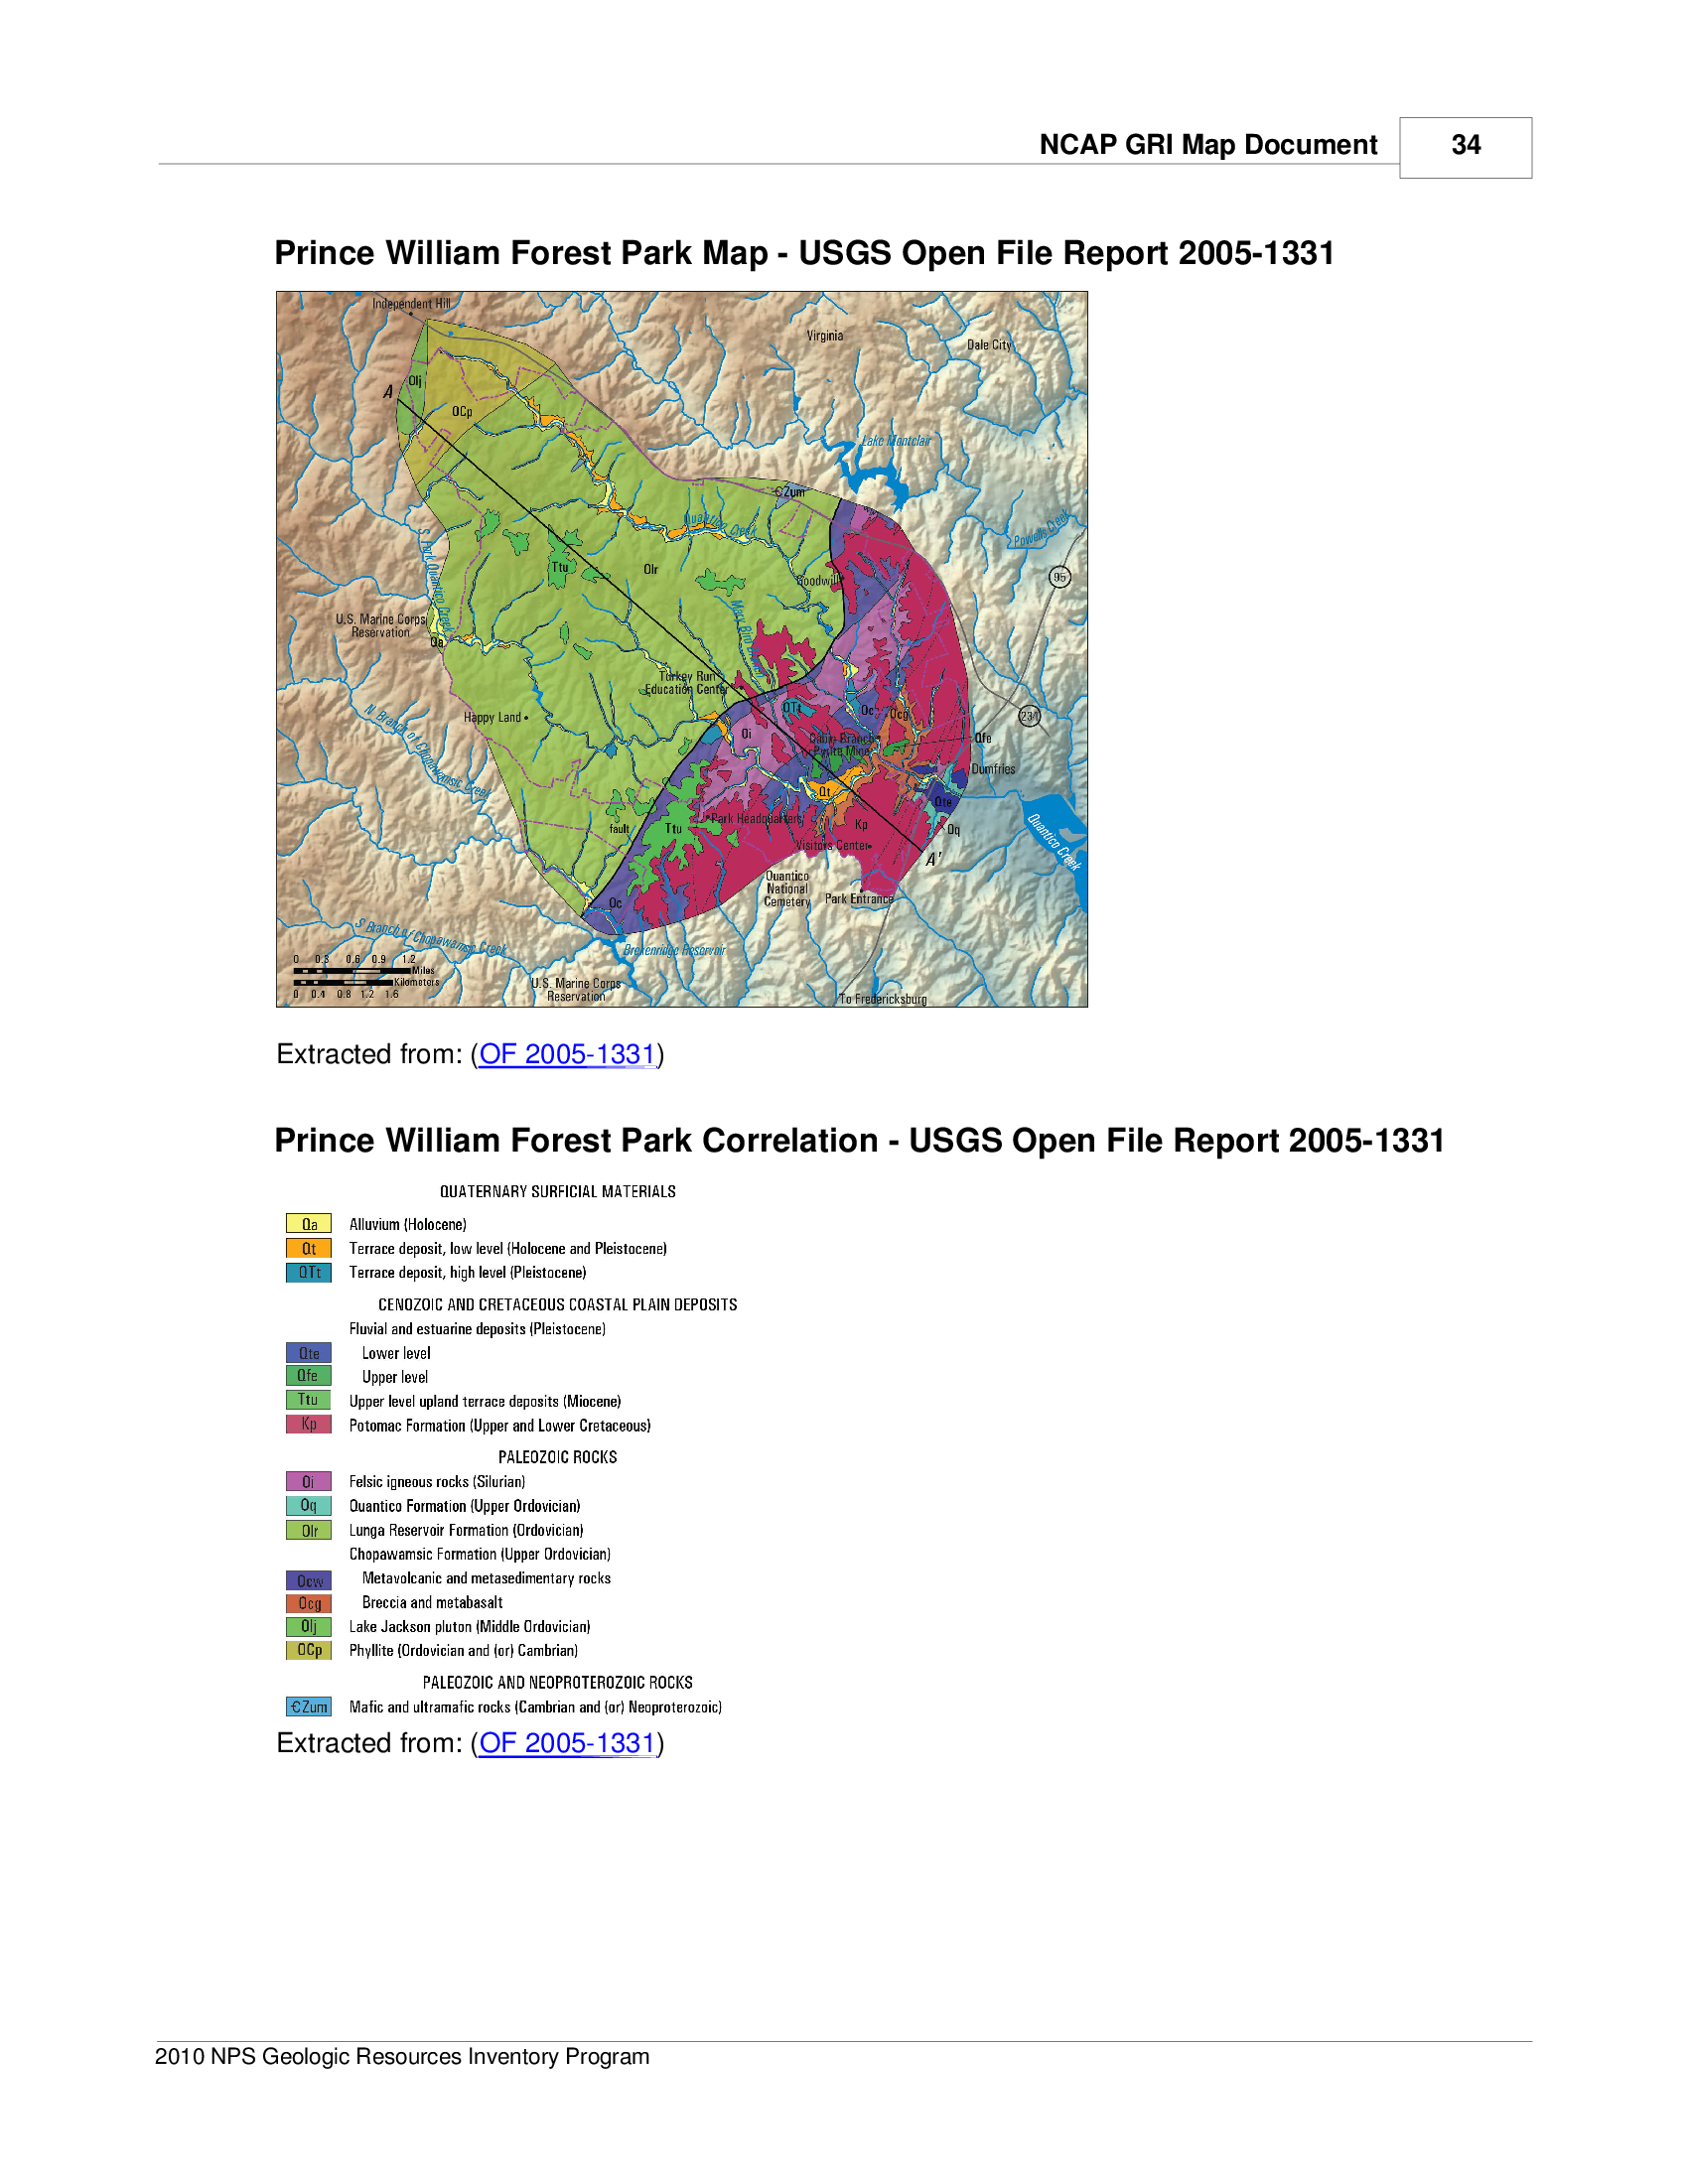 NCAP GRI Map Document
34
Prince William Forest Park Map - USGS Open File Report 2005-1331
Independent Hill
Virginia
Dale City
Olj
A
OCp
Lake Montclair
ЄZum
Quantico Creek
Powells Creek
S. Fork Quantico Creek
Ttu
Olr
Goodwill
95
Mary Bird Branch
U.S. Marine Corps
Reservation
Qa
Turkey Run
Education Center
N. Branch of Chopawamsic Creek
Happy Land
QTt
Oc
Ocg
234
Oi
Cabin Branch
Pyrite Mine
Qfe
Dumfries
Qt
Qte
fault
Ttu
Park Headquarters
Kp
Oq
Quantico Creek
Visitors Center
A'
Quantico
National
Cemetery
Park Entrance
Oc
S Branch of Chopawamsic Creek
Breckenridge Reservoir
0 0.3 0.6 0.9 1.2
Miles
Kilometers
0 0.4 0.8 1.2 1.6
U.S. Marine Corps
Reservation
To Fredericksburg
Extracted from: (OF 2005-1331)
Prince William Forest Park Correlation - USGS Open File Report 2005-1331
QUATERNARY SURFICIAL MATERIALS
Qa Alluvium (Holocene)
Qt Terrace deposit, low level (Holocene and Pleistocene)
QTt Terrace deposit, high level (Pleistocene)
CENOZOIC AND CRETACEOUS COASTAL PLAIN DEPOSITS
Fluvial and estuarine deposits (Pleistocene)
Qte Lower level
Qfe Upper level
Ttu Upper level upland terrace deposits (Miocene)
Kp Potomac Formation (Upper and Lower Cretaceous)
PALEOZOIC ROCKS
Oi Felsic igneous rocks (Silurian)
Oq Quantico Formation (Upper Ordovician)
Olr Lunga Reservoir Formation (Ordovician)
Chopawamsic Formation (Upper Ordovician)
Ocw Metavolcanic and metasedimentary rocks
Ocg Breccia and metabasalt
Olj Lake Jackson pluton (Middle Ordovician)
OCp Phyllite (Ordovician and (or) Cambrian)
PALEOZOIC AND NEOPROTEROZOIC ROCKS
ЄZum Mafic and ultramafic rocks (Cambrian and (or) Neoproterozoic)
Extracted from: (OF 2005-1331)
2010 NPS Geologic Resources Inventory Program